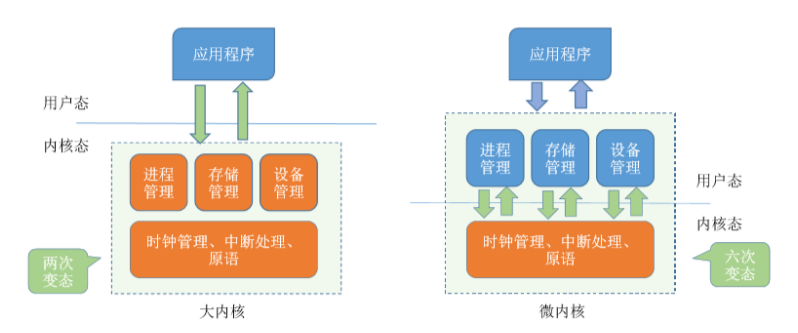 应用程序
用户态
内核态
进程
管理
存储
管理
设备
管理
时钟管理、中断处理、
原语
两次
变态
大内核
应用程序
进程
管理
存储
管理
设备
管理
用户态
内核态
时钟管理、中断处理、
原语
六次
变态
微内核